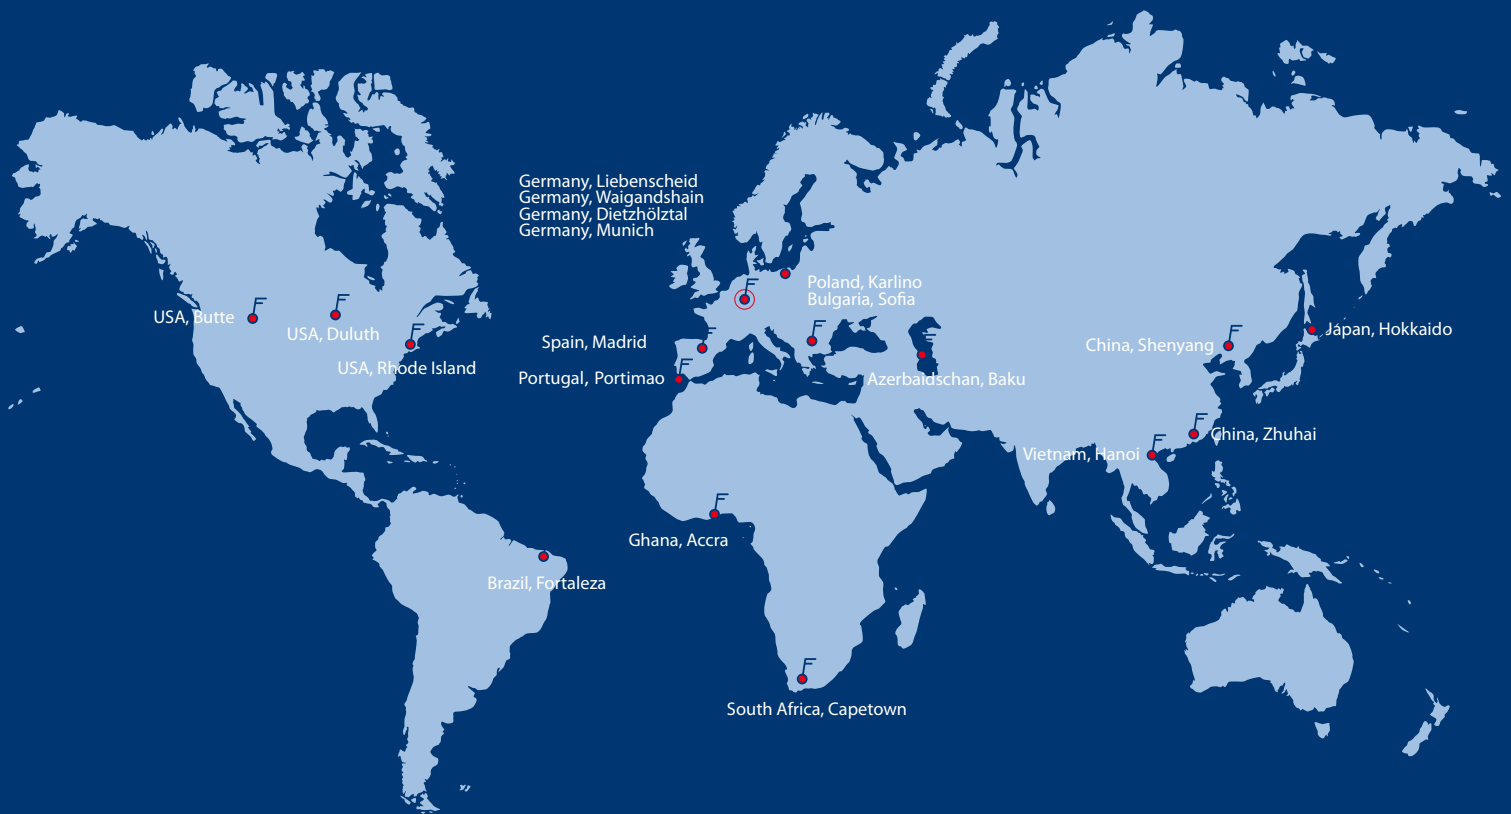 Germany, Liebenscheid
Germany, Waigandshain
Germany, Dietzhölztal
Germany, Munich
Poland, Karlino
Bulgaria, Sofia
USA, Butte
USA, Duluth
USA, Rhode Island
Spain, Madrid
Portugal, Portimao
Azerbaidschan, Baku
China, Shenyang
Japan, Hokkaido
China, Zhuhai
Vietnam, Hanoi
Ghana, Accra
Brazil, Fortaleza
South Africa, Capetown
F
F
F
F
F
F
F
F
F
F
F
F
F